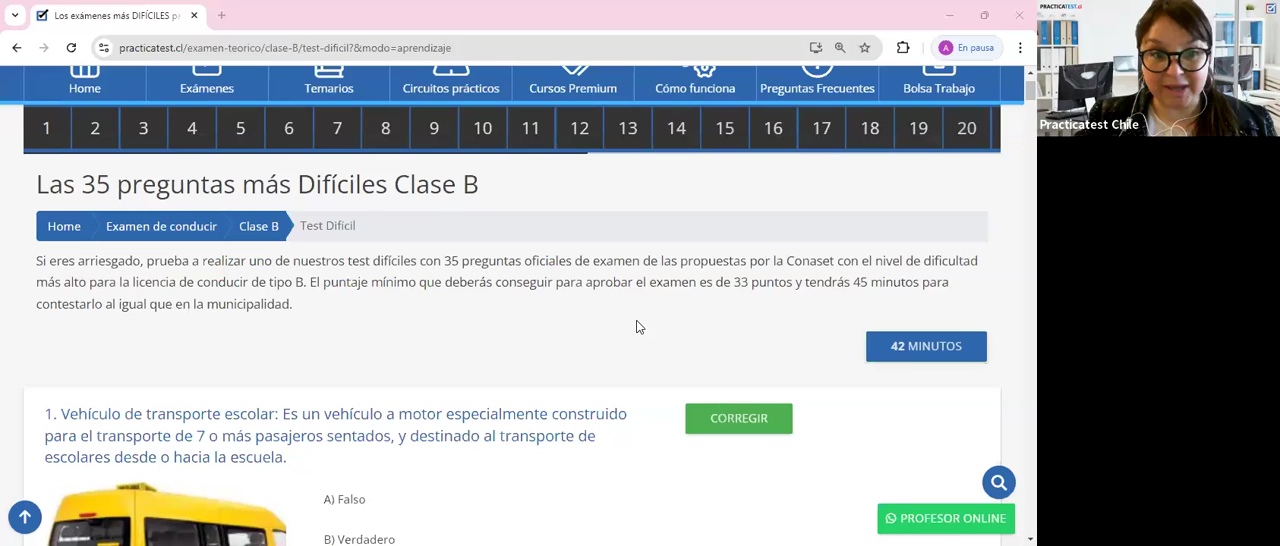 Los exámenes más DIFÍCILES pa
practicatest.cl/examen-teorico/clase-B/test-dificil?&modo=aprendizaje
A
En pausa
PRACTICATEST.cl
Practicatest Chile
Home
Exámenes
Temarios
Circuitos prácticos
Cursos Premium
Cómo funciona
Preguntas Frecuentes
Bolsa Trabajo
1 2 3 4 5 6 7 8 9 10 11 12 13 14 15 16 17 18 19 20
Las 35 preguntas más Difíciles Clase B
Home Examen de conducir Clase B Test Difícil
Si eres arriesgado, prueba a realizar uno de nuestros test difíciles con 35 preguntas oficiales de examen de las propuestas por la Conaset con el nivel de dificultad
más alto para la licencia de conducir de tipo B. El puntaje mínimo que deberás conseguir para aprobar el examen es de 33 puntos y tendrás 45 minutos para
contestarlo al igual que en la municipalidad.
42 MINUTOS
1. Vehículo de transporte escolar: Es un vehículo a motor especialmente construido
para el transporte de 7 o más pasajeros sentados, y destinado al transporte de
escolares desde o hacia la escuela.
CORREGIR
A) Falso
B) Verdadero
PROFESOR ONLINE